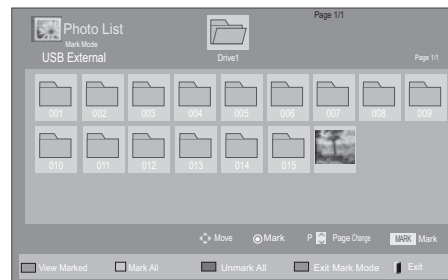 Page 1/1
Photo List
Mark Mode
USB External
Drive1
Page 1/1
001 002 003 004 005 006 007 008 009
010 011 012 013 014 015
Move Mark P Page Change MARK Mark
View Marked Mark All Unmark All Exit Mark Mode Exit